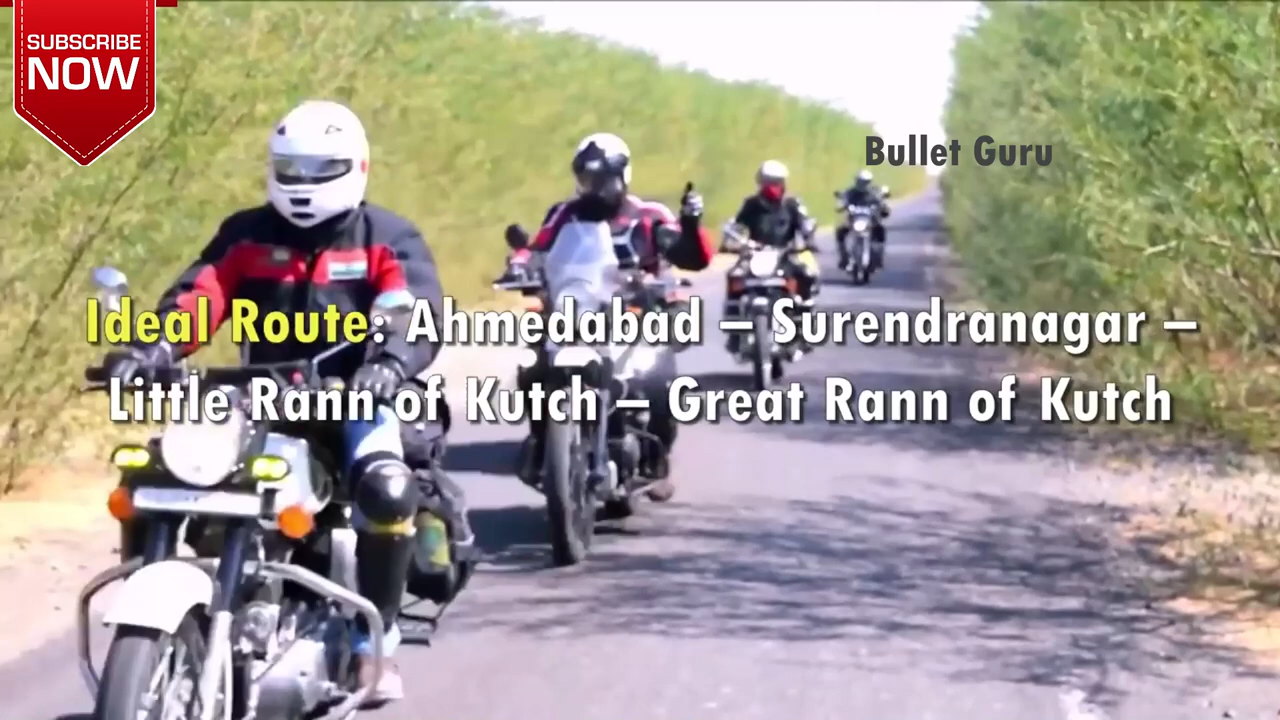 SUBSCRIBE
NOW
Bullet Guru
Ideal Route: Ahmedabad – Surendranagar –
Little Rann of Kutch – Great Rann of Kutch